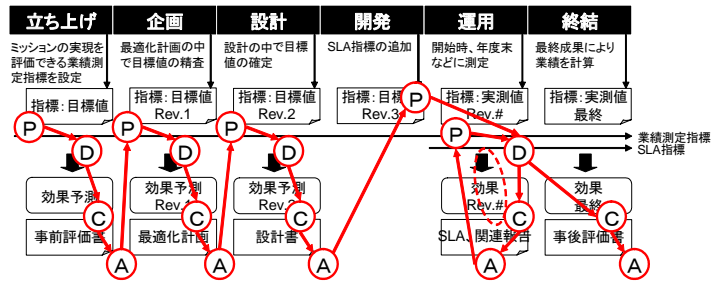 立ち上げ
企画
設計
開発
運用
終結
ミッションの実現を
評価できる業績測
定指標を設定
最適化計画の中
で目標値の精査
設計の中で目標
値の確定
SLA指標の追加
開始時、年度末
などに測定
最終成果により
業績を計算
指標:目標値
指標:目標値
Rev.1
指標:目標値
Rev.2
指標:目標値
Rev.3
指標:実測値
Rev.#
指標:実測値
最終
P
P
P
P
P
業績測定指標
SLA指標
D
D
D
D
効果予測
効果予測
Rev.1
効果予測
効果
Rev.#
効果
最終
C
C
C
C
C
事前評価書
最適化計画
設計書
SLA、関連報告
事後評価書
A
A
A
A
A